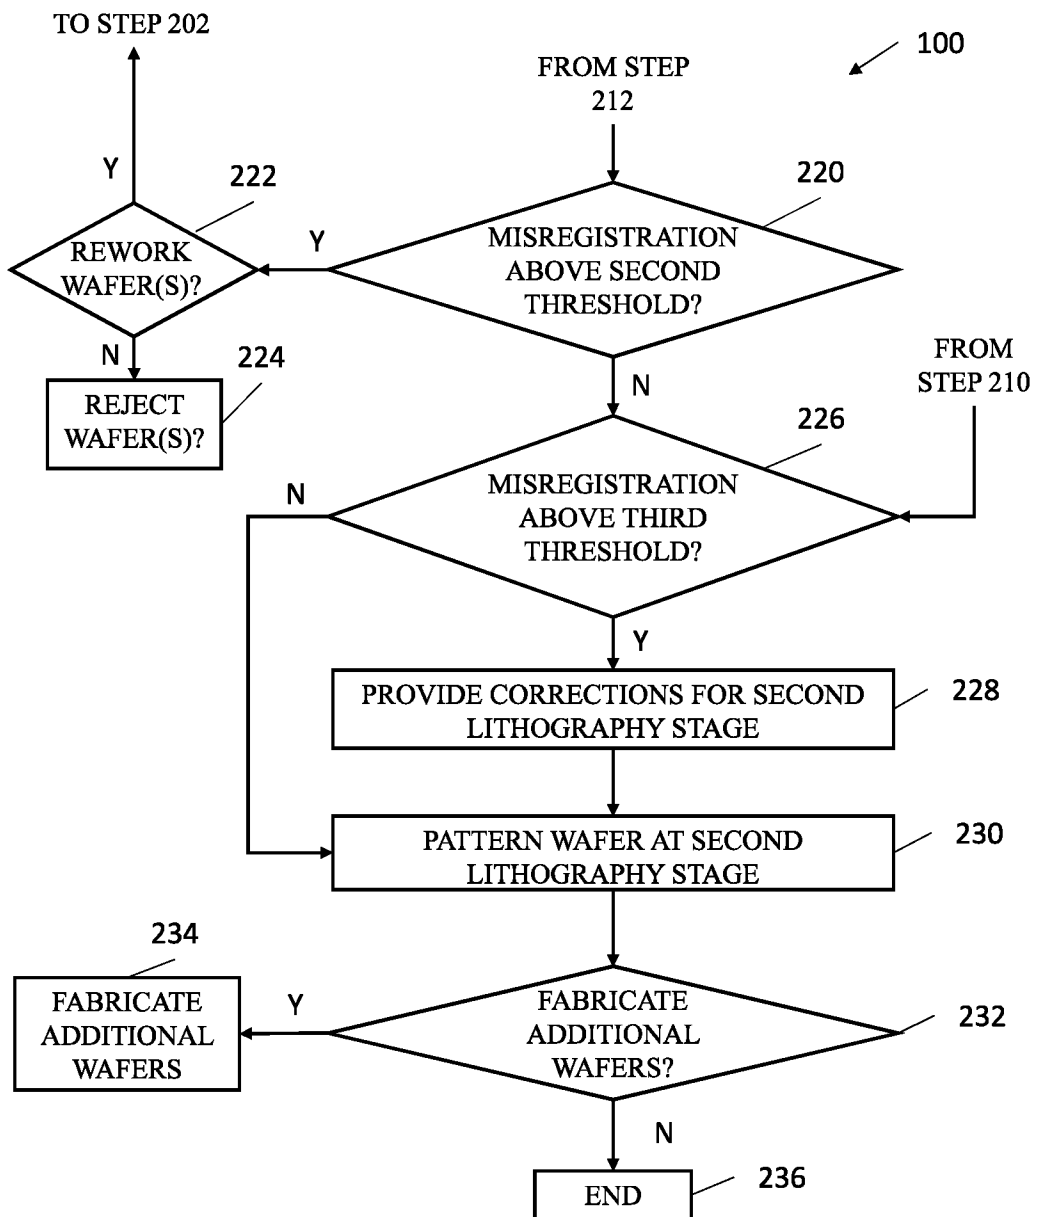 TO STEP 202
100
FROM STEP
212
Y
222
220
REWORK
WAFER(S)?
Y
MISREGISTRATION
ABOVE SECOND
THRESHOLD?
N
224
REJECT
WAFER(S)?
N
FROM
STEP 210
226
N
MISREGISTRATION
ABOVE THIRD
THRESHOLD?
Y
PROVIDE CORRECTIONS FOR SECOND
LITHOGRAPHY STAGE
228
PATTERN WAFER AT SECOND
LITHOGRAPHY STAGE
230
234
FABRICATE
ADDITIONAL
WAFERS
Y
FABRICATE
ADDITIONAL
WAFERS?
232
N
END
236